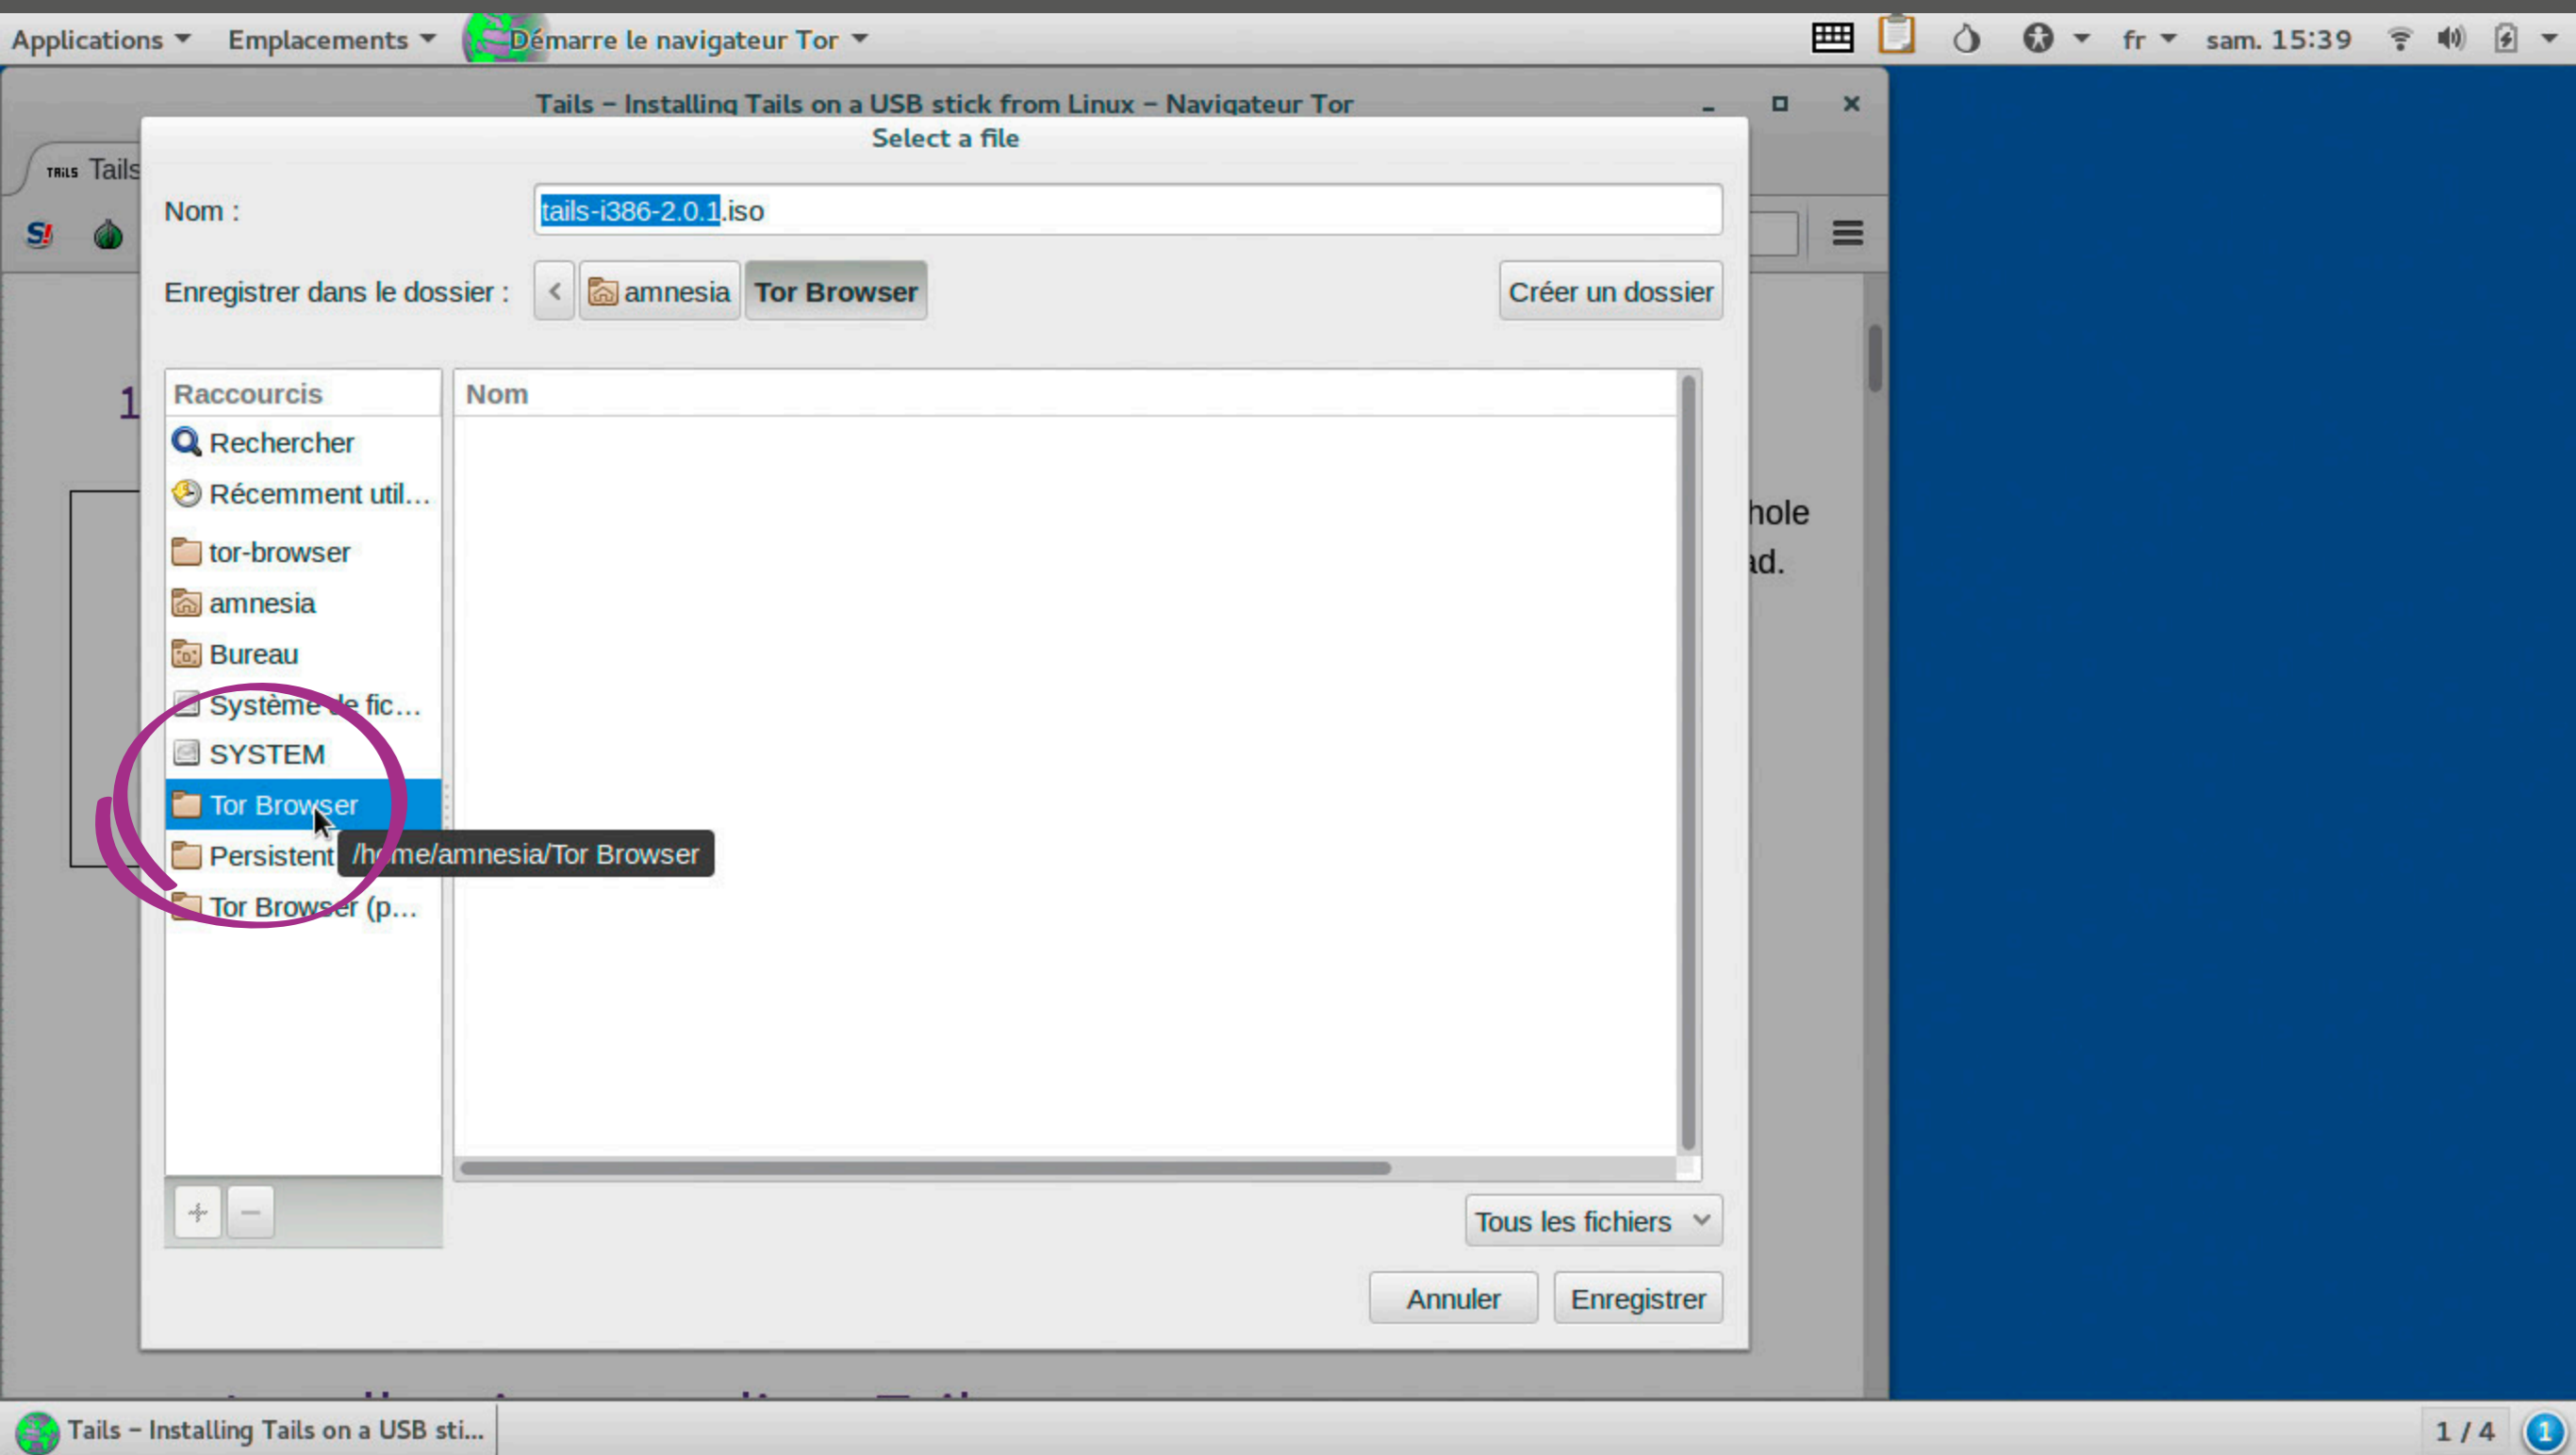 Applications Emplacements Démarre le navigateur Tor fr sam. 15:39
Tails – Installing Tails on a USB stick from Linux – Navigateur Tor
Select a file
TAILS Tails
Nom : tails-i386-2.0.1.iso
S!
Enregistrer dans le dossier : < amnesia Tor Browser Créer un dossier
1
Raccourcis Nom
Rechercher
Récemment util...
hole
tor-browser
ad.
amnesia
Bureau
Système de fic...
SYSTEM
Tor Browser
Persistent /home/amnesia/Tor Browser
Tor Browser (p...
Tous les fichiers
Annuler Enregistrer
Tails – Installing Tails on a USB sti... 1 / 4 1